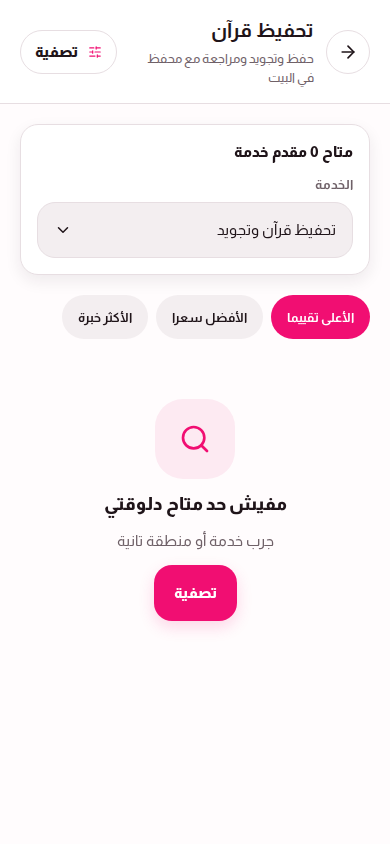 تحفيظ قرآن
حفظ وتجويد ومراجعة مع محفظ
في البيت
تصفية
متاح 0 مقدم خدمة
الخدمة
تحفيظ قرآن وتجويد
الأعلى تقييما
الأفضل سعرا
الأكثر خبرة
مفيش حد متاح دلوقتي
جرب خدمة أو منطقة تانية
تصفية